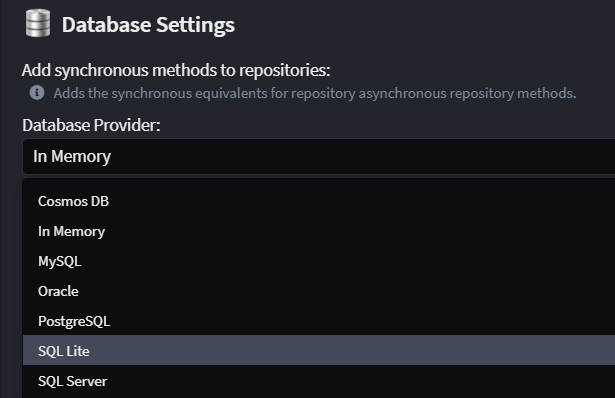 Database Settings
Add synchronous methods to repositories:
Adds the synchronous equivalents for repository asynchronous repository methods.
Database Provider:
In Memory
Cosmos DB
In Memory
MySQL
Oracle
PostgreSQL
SQL Lite
SQL Server